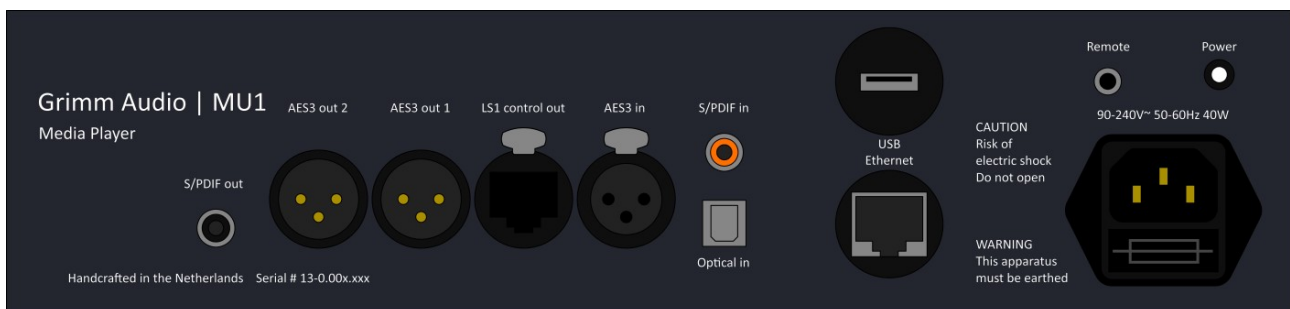 Grimm Audio | MU1
Media Player
S/PDIF out
AES3 out 2
AES3 out 1
LS1 control out
AES3 in
S/PDIF in
Optical in
USB
Ethernet
Remote
Power
90-240V~ 50-60Hz 40W
CAUTION
Risk of
electric shock
Do not open
WARNING
This apparatus
must be earthed
Handcrafted in the Netherlands Serial # 13-0.00x.xxx